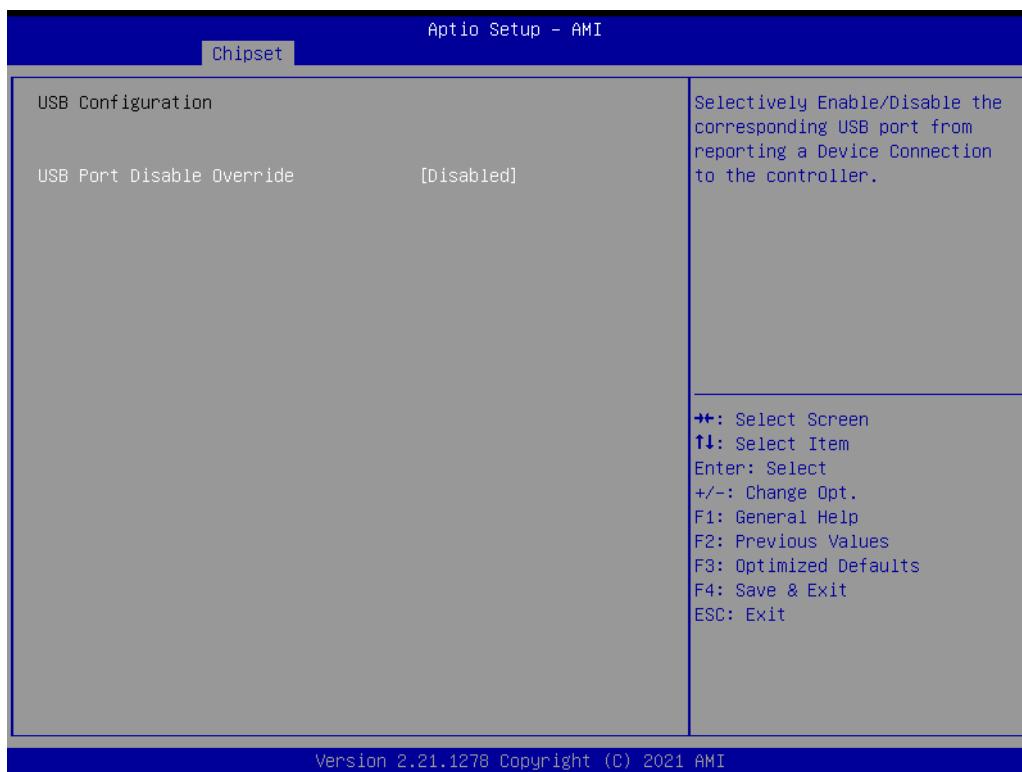 Aptio Setup – AMI
Chipset
USB Configuration
USB Port Disable Override [Disabled]
Selectively Enable/Disable the
corresponding USB port from
reporting a Device Connection
to the controller.
→←: Select Screen
↑↓: Select Item
Enter: Select
+/-: Change Opt.
F1: General Help
F2: Previous Values
F3: Optimized Defaults
F4: Save & Exit
ESC: Exit
Version 2.21.1278 Copyright (C) 2021 AMI